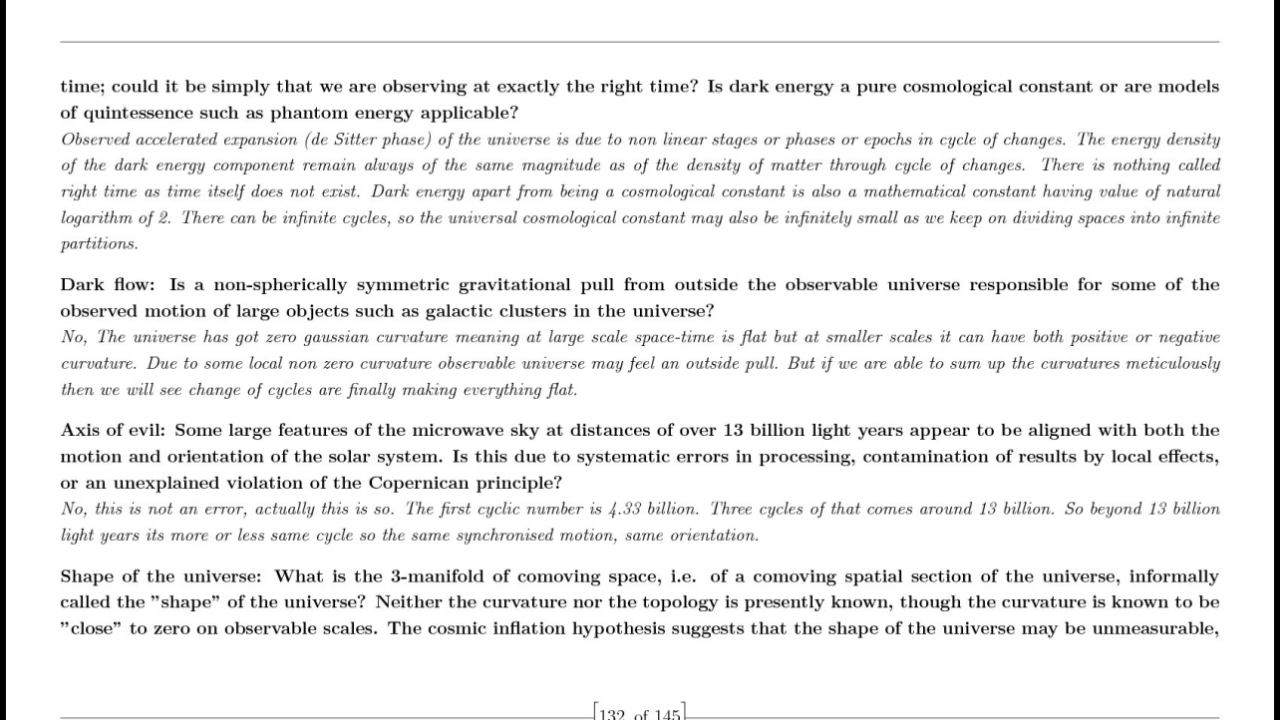 time; could it be simply that we are observing at exactly the right time? Is dark energy a pure cosmological constant or are models
of quintessence such as phantom energy applicable?
Observed accelerated expansion (de Sitter phase) of the universe is due to non linear stages or phases or epochs in cycle of changes. The energy density
of the dark energy component remain always of the same magnitude as of the density of matter through cycle of changes. There is nothing called
right time as time itself does not exist. Dark energy apart from being a cosmological constant is also a mathematical constant having value of natural
logarithm of 2. There can be infinite cycles, so the universal cosmological constant may also be infinitely small as we keep on dividing spaces into infinite
partitions.
Dark flow: Is a non-spherically symmetric gravitational pull from outside the observable universe responsible for some of the
observed motion of large objects such as galactic clusters in the universe?
No, The universe has got zero gaussian curvature meaning at large scale space-time is flat but at smaller scales it can have both positive or negative
curvature. Due to some local non zero curvature observable universe may feel an outside pull. But if we are able to sum up the curvatures meticulously
then we will see change of cycles are finally making everything flat.
Axis of evil: Some large features of the microwave sky at distances of over 13 billion light years appear to be aligned with both the
motion and orientation of the solar system. Is this due to systematic errors in processing, contamination of results by local effects,
or an unexplained violation of the Copernican principle?
No, this is not an error, actually this is so. The first cyclic number is 4.33 billion. Three cycles of that comes around 13 billion. So beyond 13 billion
light years its more or less same cycle so the same synchronised motion, same orientation.
Shape of the universe: What is the 3-manifold of comoving space, i.e. of a comoving spatial section of the universe, informally
called the ”shape” of the universe? Neither the curvature nor the topology is presently known, though the curvature is known to be
”close” to zero on observable scales. The cosmic inflation hypothesis suggests that the shape of the universe may be unmeasurable,
[132 of 145]